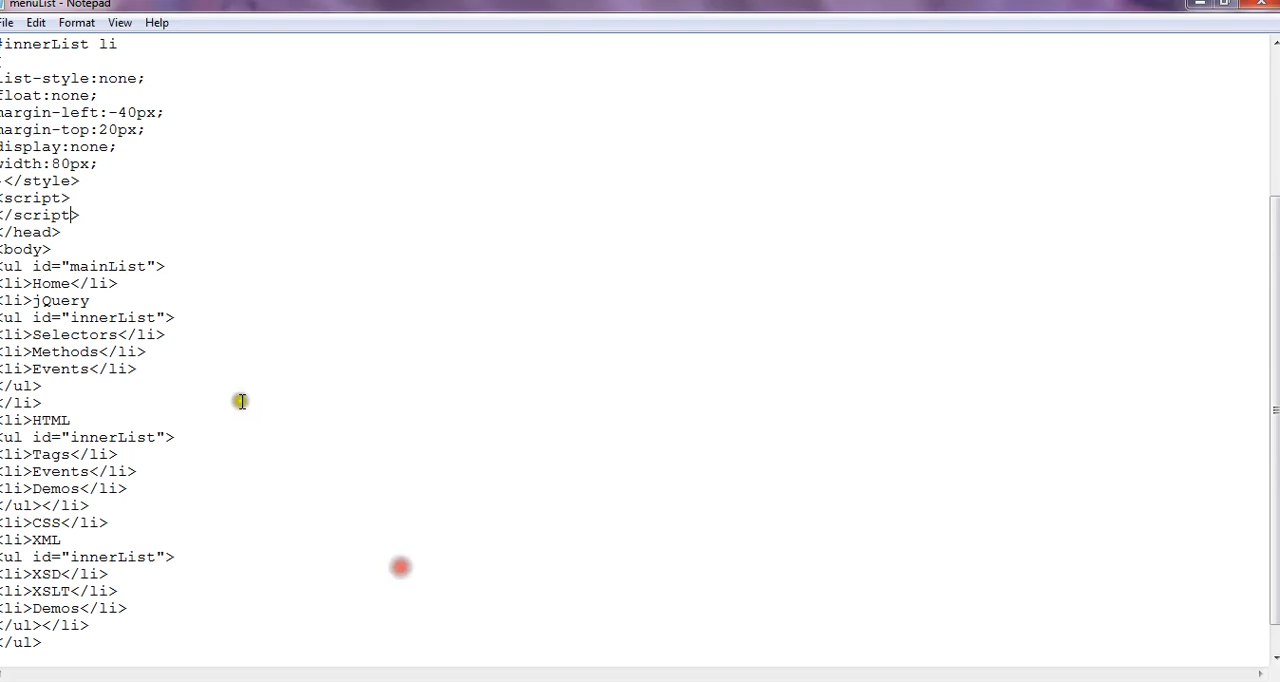 menuList - Notepad
File Edit Format View Help
#innerList li
{
list-style:none;
float:none;
margin-left:-40px;
margin-top:20px;
display:none;
width:80px;
}</style>
<script>
</script>
</head>
<body>
<ul id="mainList">
<li>Home</li>
<li>jQuery
<ul id="innerList">
<li>Selectors</li>
<li>Methods</li>
<li>Events</li>
</ul>
</li>
<li>HTML
<ul id="innerList">
<li>Tags</li>
<li>Events</li>
<li>Demos</li>
</ul></li>
<li>CSS</li>
<li>XML
<ul id="innerList">
<li>XSD</li>
<li>XSLT</li>
<li>Demos</li>
</ul></li>
</ul>